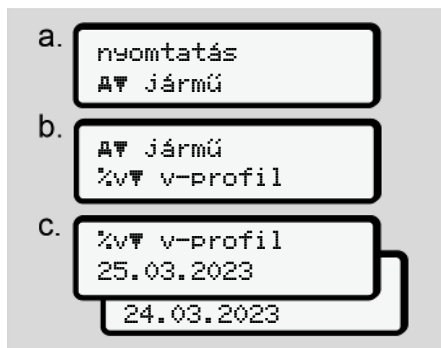 a.
nyomtatás
A▼ jármű
b.
A▼ jármű
%v▼ v-profil
c.
%v▼ v-profil
25.03.2023
24.03.2023